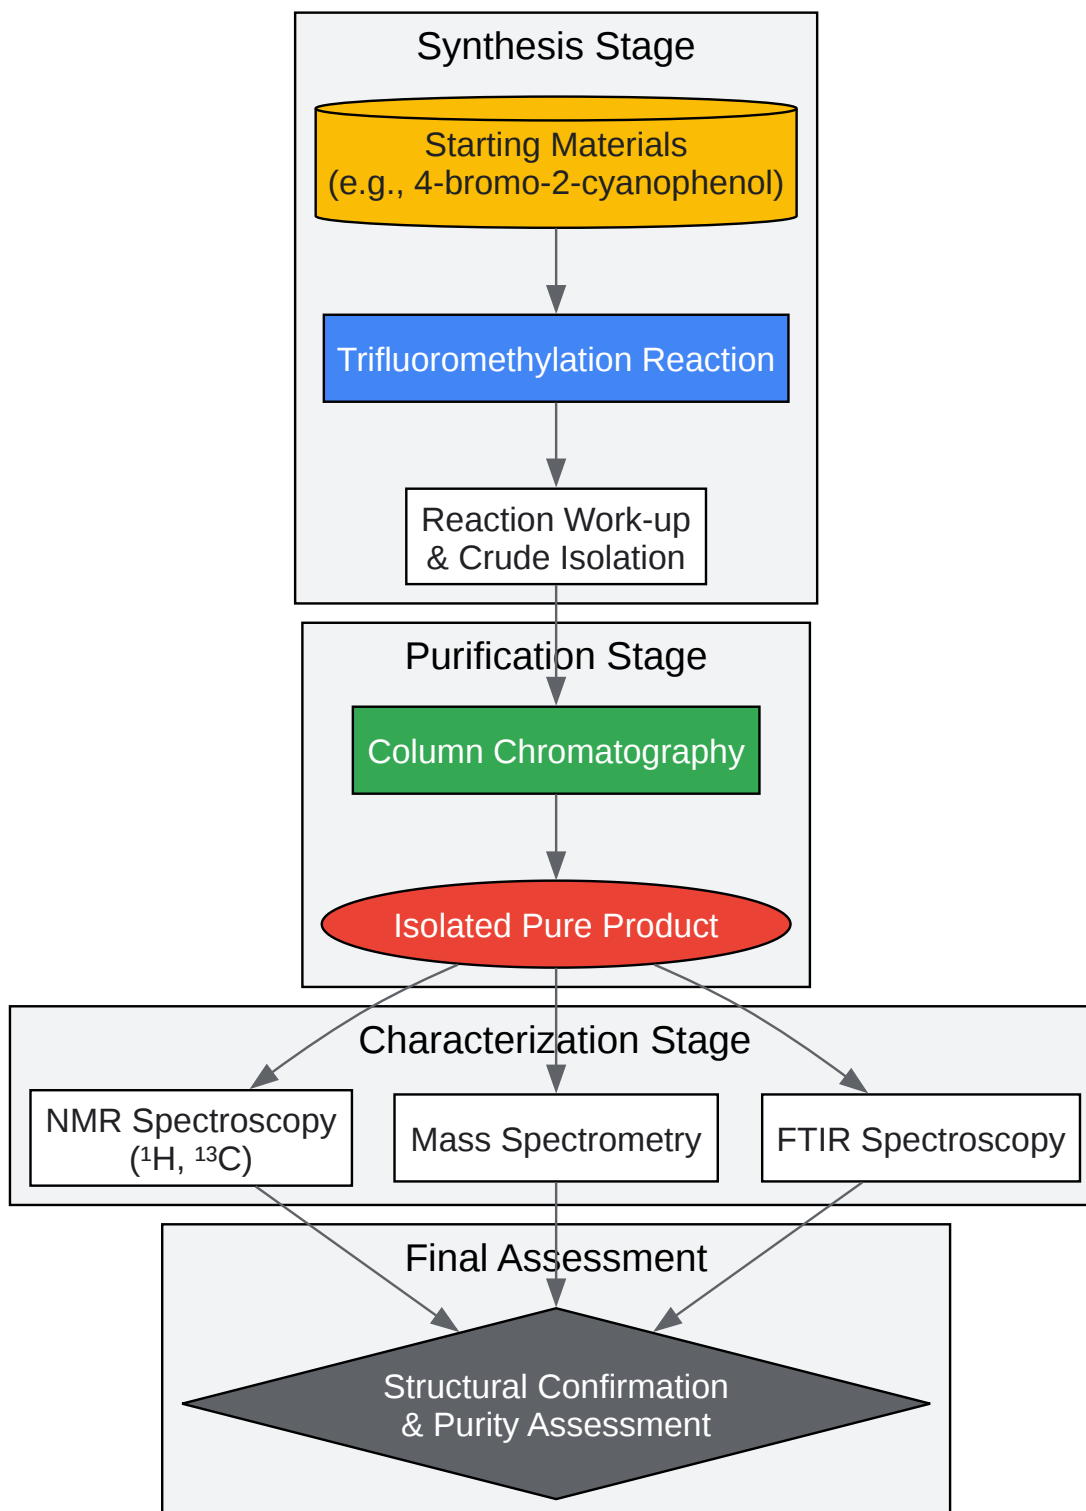 Synthesis Stage
Starting Materials
(e.g., 4-bromo-2-cyanophenol)
Trifluoromethylation Reaction
Reaction Work-up
& Crude Isolation
Purification Stage
Column Chromatography
Isolated Pure Product
Characterization Stage
NMR Spectroscopy
(¹H, ¹³C)
Mass Spectrometry
FTIR Spectroscopy
Final Assessment
Structural Confirmation
& Purity Assessment